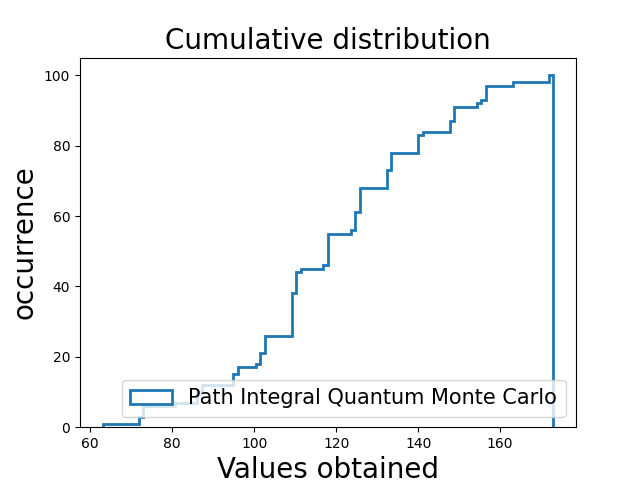 Cumulative distribution
100
80
60
40
20
0
occurrence
Path Integral Quantum Monte Carlo
60 80 100 120 140 160
Values obtained